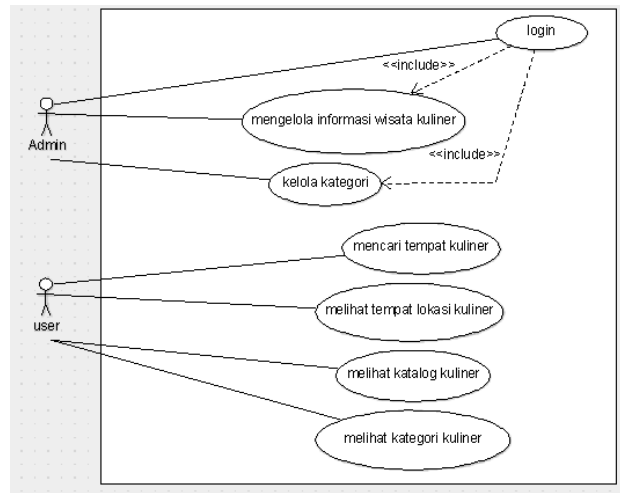 login
<<include>>
mengelola informasi wisata kuliner
Admin
<<include>>
kelola kategori
mencari tempat kuliner
melihat tempat lokasi kuliner
user
melihat katalog kuliner
melihat kategori kuliner